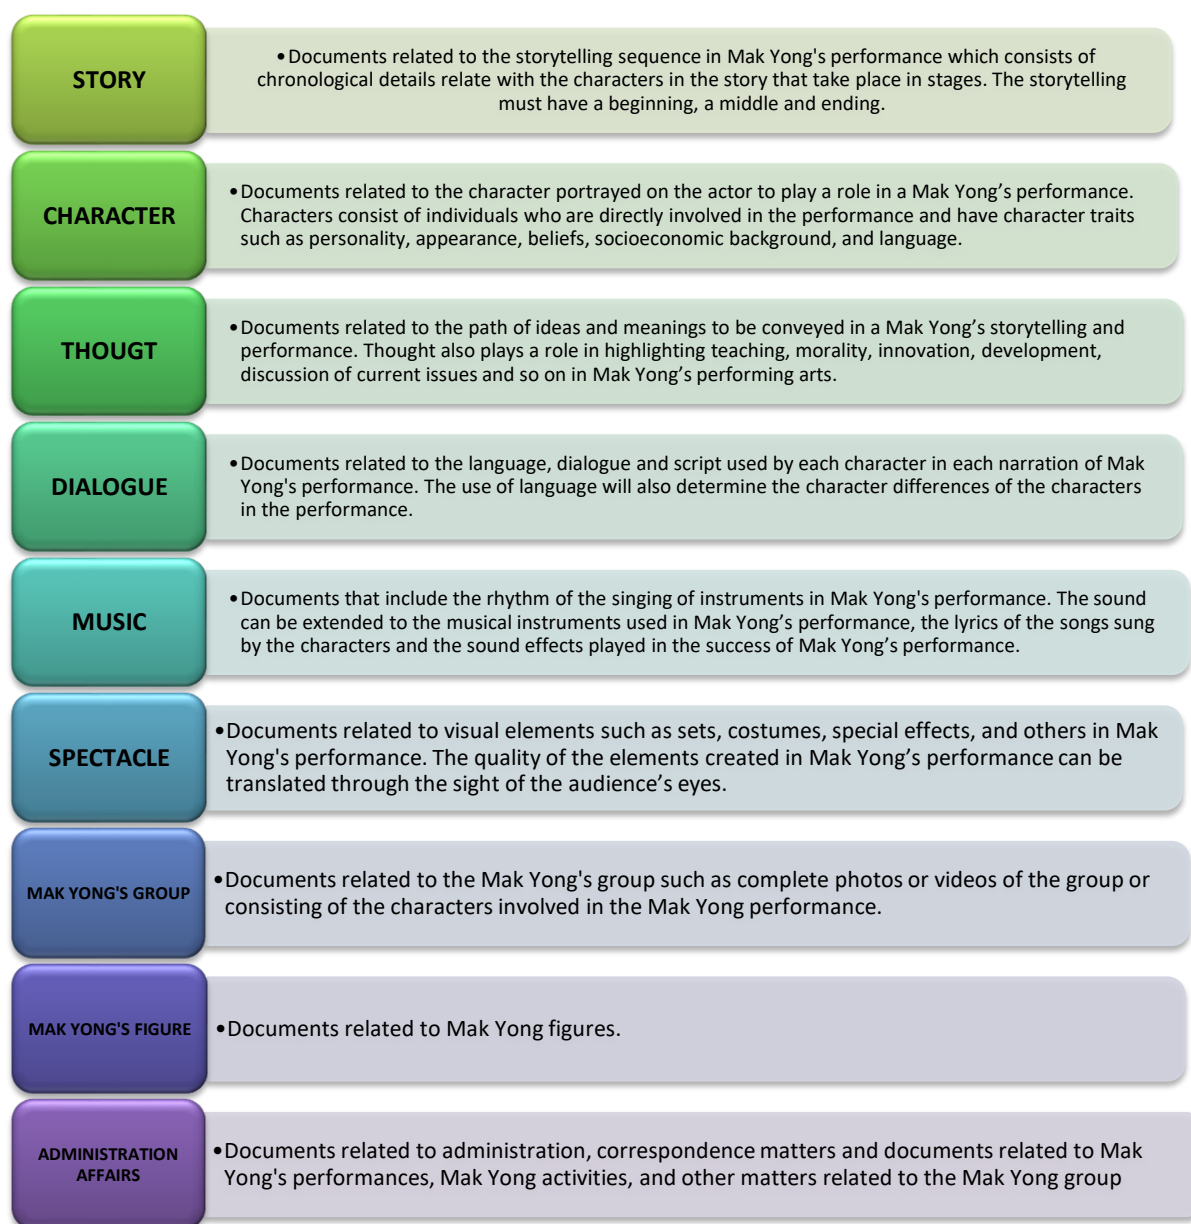 STORY
•Documents related to the storytelling sequence in Mak Yong's performance which consists of
chronological details relate with the characters in the story that take place in stages. The storytelling
must have a beginning, a middle and ending.
CHARACTER
•Documents related to the character portrayed on the actor to play a role in a Mak Yong’s performance.
Characters consist of individuals who are directly involved in the performance and have character traits
such as personality, appearance, beliefs, socioeconomic background, and language.
THOUGT
•Documents related to the path of ideas and meanings to be conveyed in a Mak Yong’s storytelling and
performance. Thought also plays a role in highlighting teaching, morality, innovation, development,
discussion of current issues and so on in Mak Yong’s performing arts.
DIALOGUE
•Documents related to the language, dialogue and script used by each character in each narration of Mak
Yong's performance. The use of language will also determine the character differences of the characters
in the performance.
MUSIC
•Documents that include the rhythm of the singing of instruments in Mak Yong's performance. The sound
can be extended to the musical instruments used in Mak Yong’s performance, the lyrics of the songs sung
by the characters and the sound effects played in the success of Mak Yong’s performance.
SPECTACLE
•Documents related to visual elements such as sets, costumes, special effects, and others in Mak
Yong's performance. The quality of the elements created in Mak Yong’s performance can be
translated through the sight of the audience’s eyes.
MAK YONG'S GROUP
•Documents related to the Mak Yong's group such as complete photos or videos of the group or
consisting of the characters involved in the Mak Yong performance.
MAK YONG'S FIGURE
•Documents related to Mak Yong figures.
ADMINISTRATION
AFFAIRS
•Documents related to administration, correspondence matters and documents related to Mak
Yong's performances, Mak Yong activities, and other matters related to the Mak Yong group